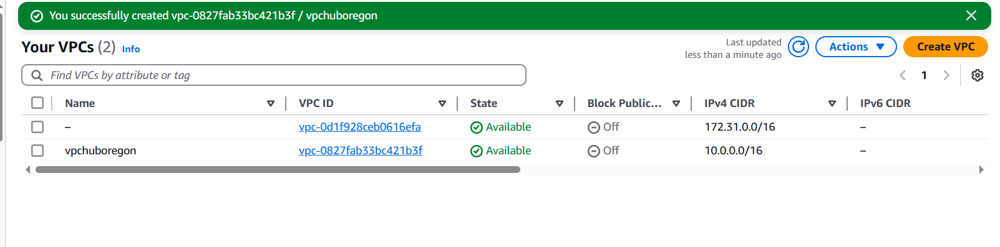 You successfully created vpc-0827fab33bc421b3f / vpchuboregon
Your VPCs (2) Info
Last updated
less than a minute ago
Actions
Create VPC
Find VPCs by attribute or tag
1
Name VPC ID State Block Public... IPv4 CIDR IPv6 CIDR
– vpc-0d1f928ceb0616efa Available Off 172.31.0.0/16 –
vpchuboregon vpc-0827fab33bc421b3f Available Off 10.0.0.0/16 –